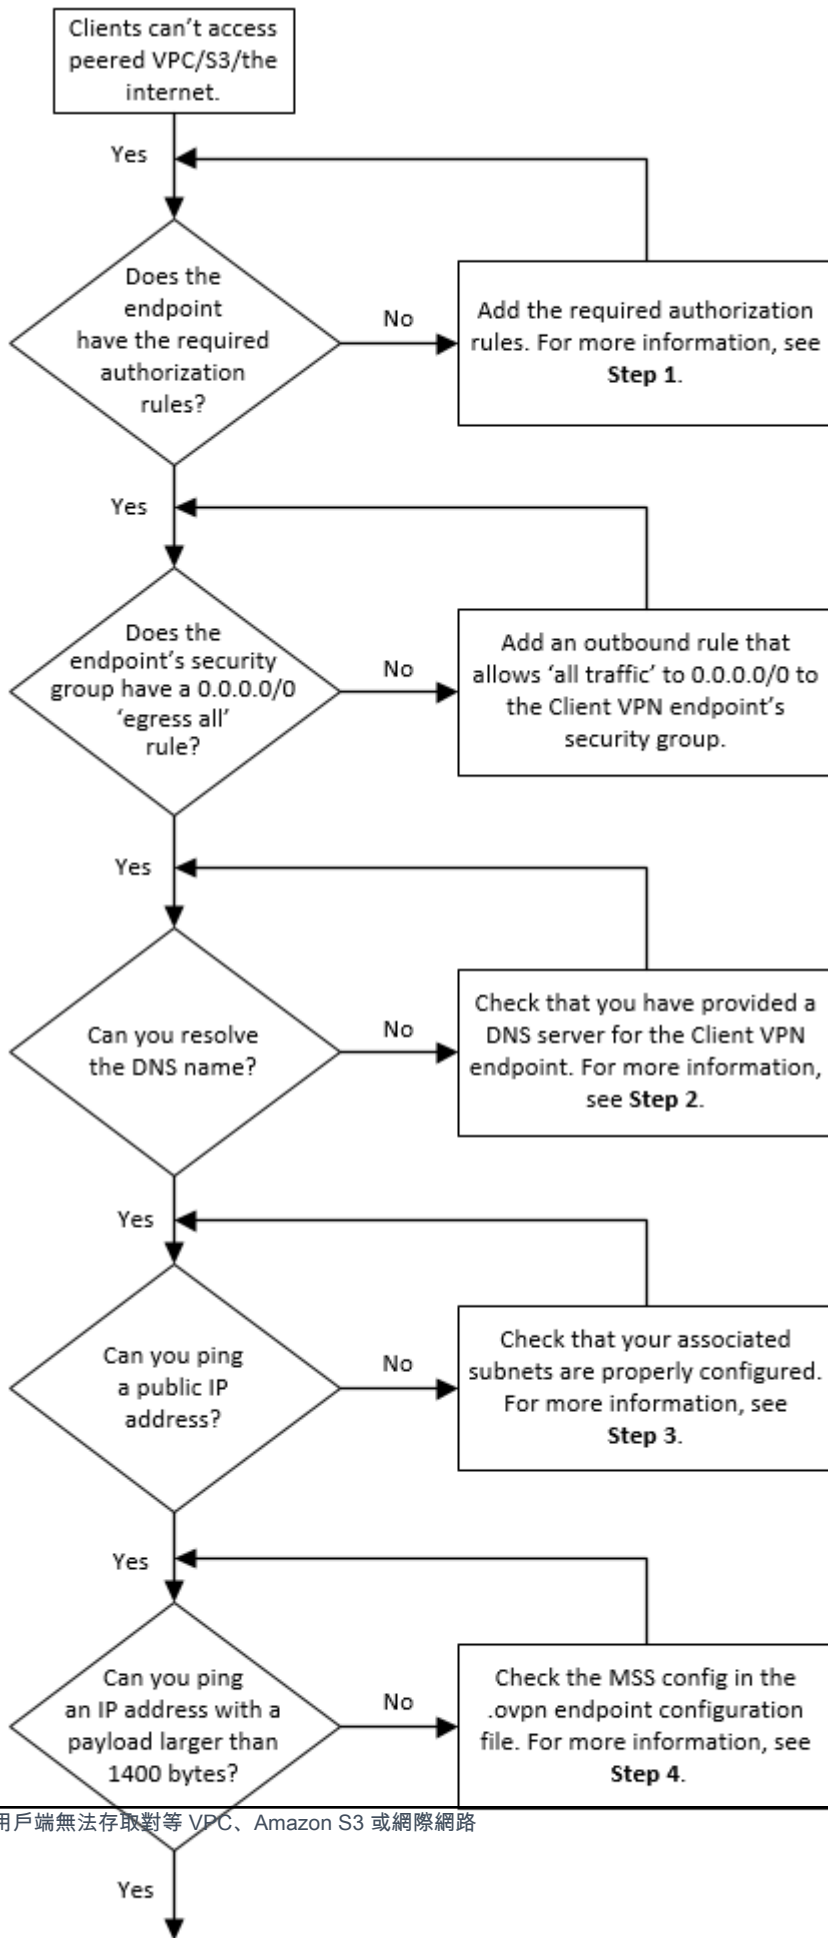 Clients can't access
peered VPC/S3/the
internet.
Yes
Does the
endpoint
have the required
authorization
rules?
No
Add the required authorization
rules. For more information, see
Step 1.
Yes
Does the
endpoint's security
group have a 0.0.0.0/0
'egress all'
rule?
No
Add an outbound rule that
allows 'all traffic' to 0.0.0.0/0 to
the Client VPN endpoint's
security group.
Yes
Can you resolve
the DNS name?
No
Check that you have provided a
DNS server for the Client VPN
endpoint. For more information,
see Step 2.
Yes
Can you ping
a public IP
address?
No
Check that your associated
subnets are properly configured.
For more information, see
Step 3.
Yes
Can you ping
an IP address with a
payload larger than
1400 bytes?
No
Check the MSS config in the
.ovpn endpoint configuration
file. For more information, see
Step 4.
用戶端無法存取對等 VPC、Amazon S3 或網際網路
Yes